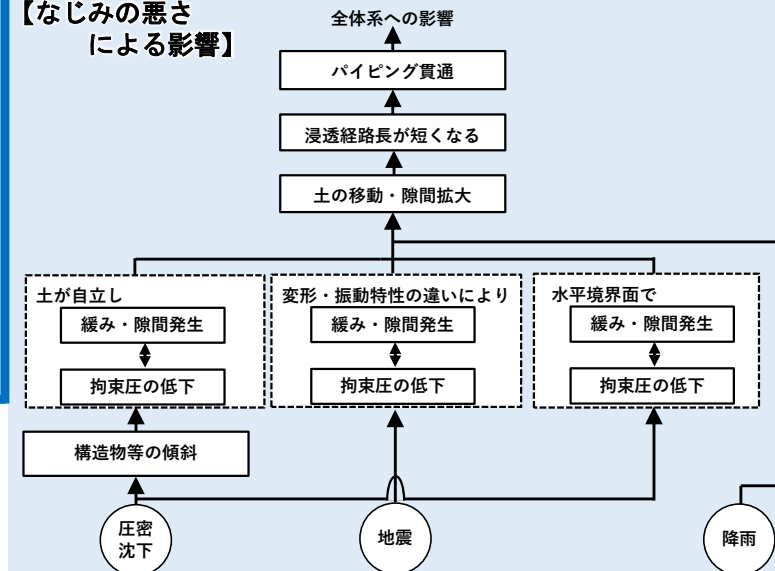 【なじみの悪さ
による影響】
全体系への影響
パイピング貫通
浸透経路長が短くなる
土の移動・隙間拡大
土が自立し
緩み・隙間発生
拘束圧の低下
変形・振動特性の違いにより
緩み・隙間発生
拘束圧の低下
水平境界面で
緩み・隙間発生
拘束圧の低下
構造物等の傾斜
圧密
沈下
地震
降雨